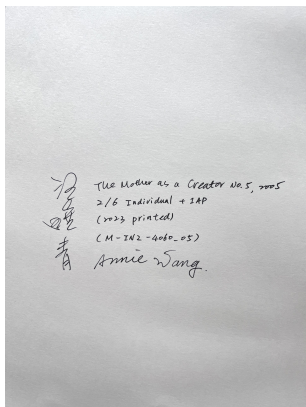 汪曉青
The Mother as a Creator No.5, 2005
2/6 Individual + 1AP
(2023 printed)
(M-IN2-4060_05)
Annie Wang.